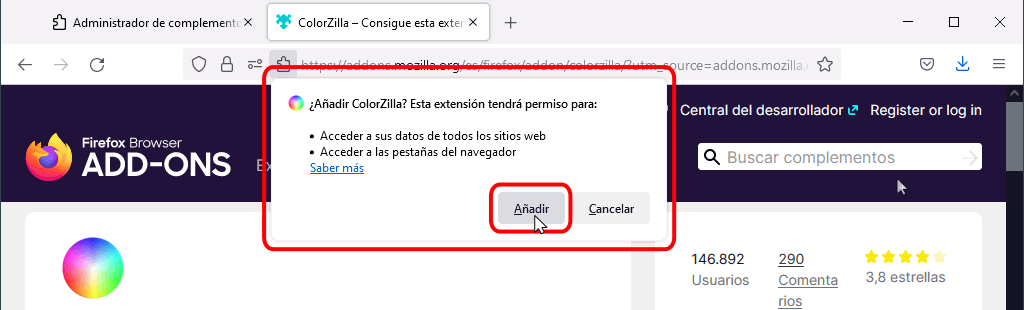 Administrador de complemento
ColorZilla – Consigue esta exten
https://addons.mozilla.org/es/firefox/addon/colorzilla/?utm_source=addons.mozilla.
¿Añadir ColorZilla? Esta extensión tendrá permiso para:
• Acceder a sus datos de todos los sitios web
• Acceder a las pestañas del navegador
Saber más
Añadir
Cancelar
Firefox Browser
ADD-ONS
Ex
Central del desarrollador
Register or log in
Buscar complementos
146.892
Usuarios
290
Comenta
rios
3,8 estrellas